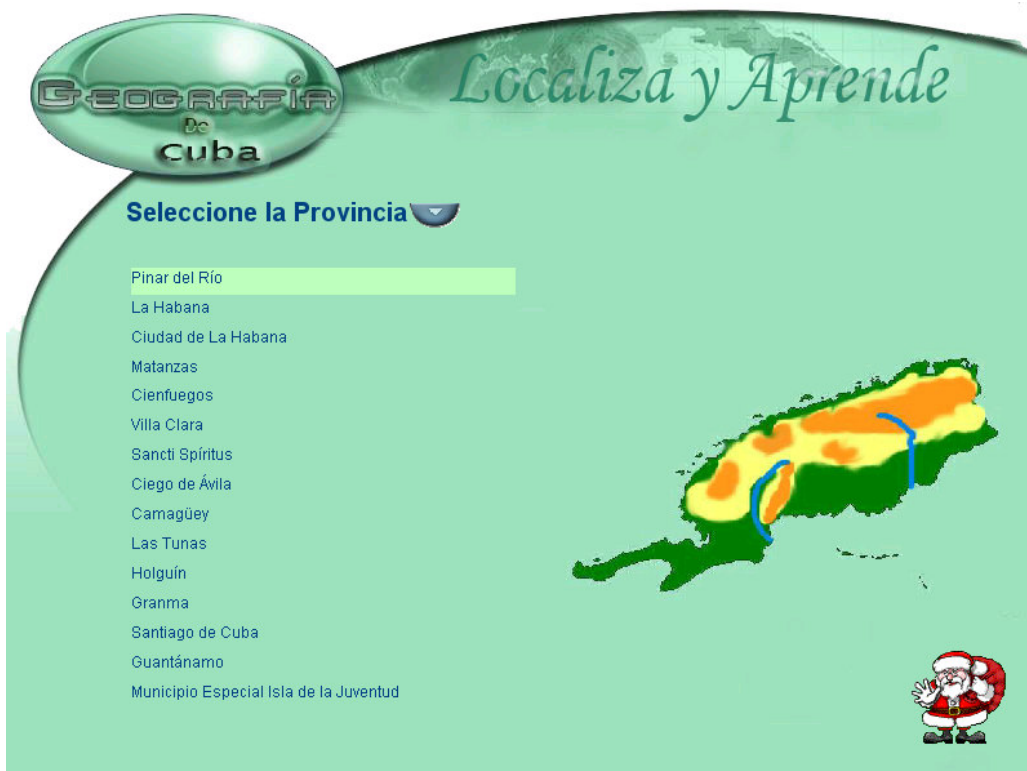 Geografía
De
Cuba
Localiza y Aprende
Seleccione la Provincia
Pinar del Río
La Habana
Ciudad de La Habana
Matanzas
Cienfuegos
Villa Clara
Sancti Spíritus
Ciego de Ávila
Camagüey
Las Tunas
Holguín
Granma
Santiago de Cuba
Guantánamo
Municipio Especial Isla de la Juventud